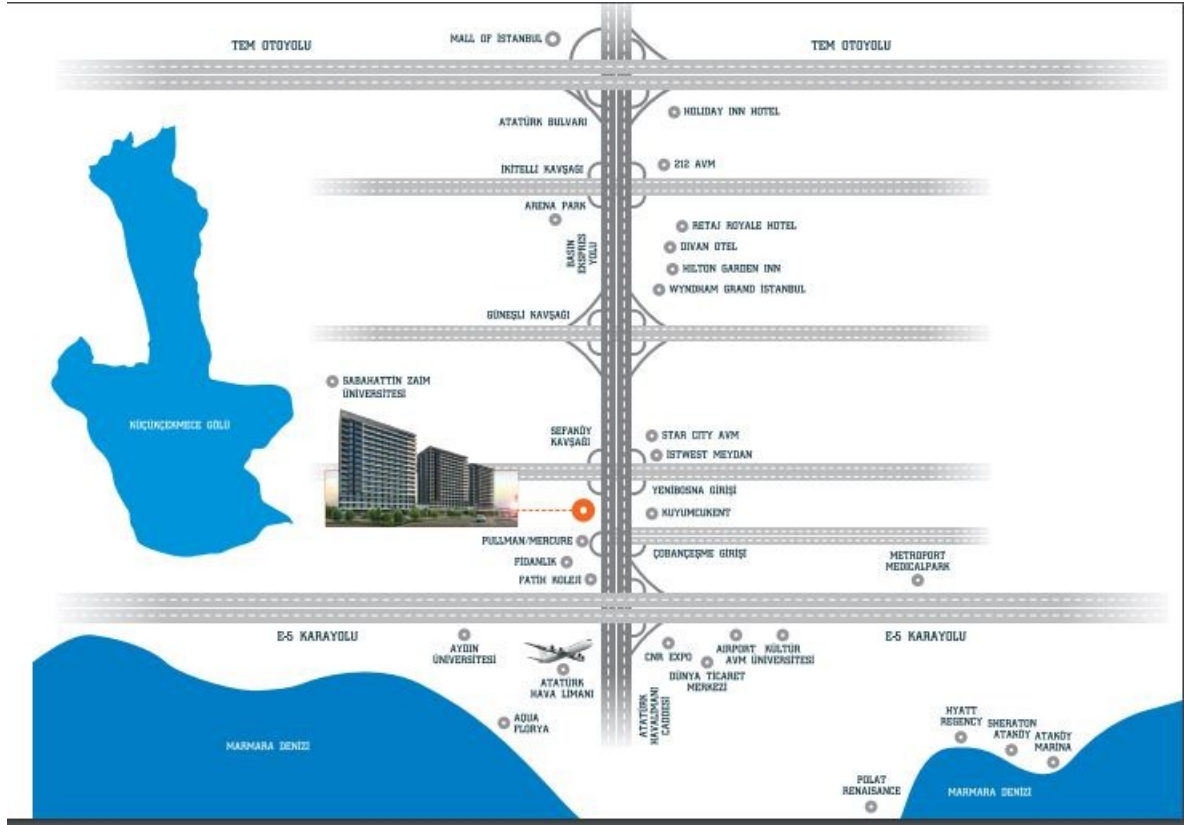 MALL OF İSTANBUL
TEM OTOYOLU
TEM OTOYOLU
HOLIDAY INN HOTEL
ATATÜRK BULVARI
212 AVM
İKİTELLİ KAVŞAĞI
ARENA PARK
BASIN
EKSPRES
YOLU
RETAJ ROYALE HOTEL
DIVAN OTEL
HILTON GARDEN INN
WYNDHAM GRAND ISTANBUL
GÜNEŞLİ KAVŞAĞI
SABAHATTİN ZAİM
ÜNİVERSİTESİ
KÜÇÜKÇEKMECE GÖLÜ
SEFAKÖY
KAVŞAĞI
STAR CITY AVM
İSTWEST MEYDAN
YENİBOSNA GİRİŞİ
KUYUMCUKENT
PULLMAN/MERCURE
ÇOBANÇEŞME GİRİŞİ
FİDANLIK
FATİH KOLEJİ
METROPORT
MEDICALPARK
E-5 KARAYOLU
E-5 KARAYOLU
AYDIN
ÜNİVERSİTESİ
ATATÜRK
HAVA LİMANI
CNR EXPO
AIRPORT
AVM
KÜLTÜR
ÜNİVERSİTESİ
DÜNYA TİCARET
MERKEZİ
ATATÜRK
HAVALİMANI
CADDESİ
AQUA
FLORYA
MARMARA DENİZİ
HYATT
REGENCY
SHERATON
ATAKÖY
ATAKÖY
MARINA
POLAT
RENAISANCE
MARMARA DENİZİ